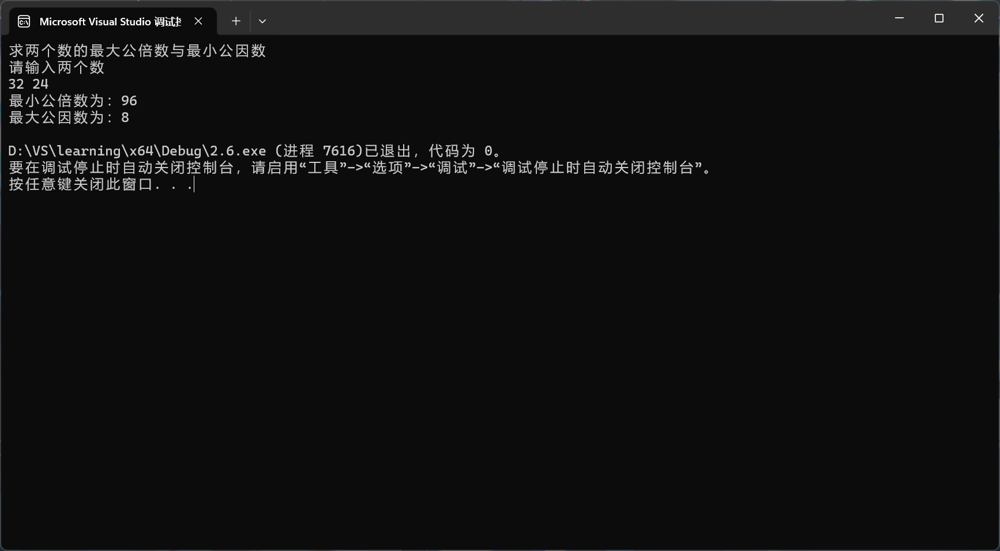 Microsoft Visual Studio 调试
求两个数的最大公倍数与最小公因数
请输入两个数
32 24
最小公倍数为：96
最大公因数为：8
D:\VS\learning\x64\Debug\2.6.exe (进程 7616)已退出，代码为 0。
要在调试停止时自动关闭控制台，请启用“工具”->“选项”->“调试”->“调试停止时自动关闭控制台”。
按任意键关闭此窗口. . .